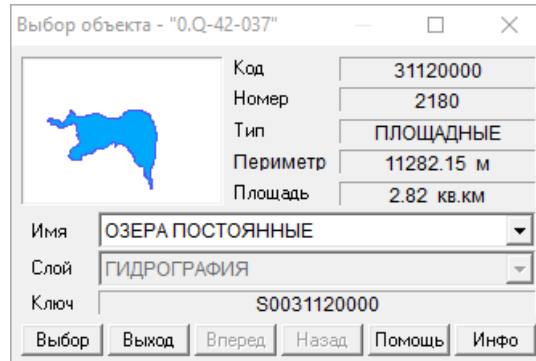 Выбор объекта - "0.Q-42-037"
Код 31120000
Номер 2180
Тип ПЛОЩАДНЫЕ
Периметр 11282.15 м
Площадь 2.82 кв.км
Имя ОЗЕРА ПОСТОЯННЫЕ
Слой ГИДРОГРАФИЯ
Ключ S0031120000
Выбор Выход Вперед Назад Помощь Инфо